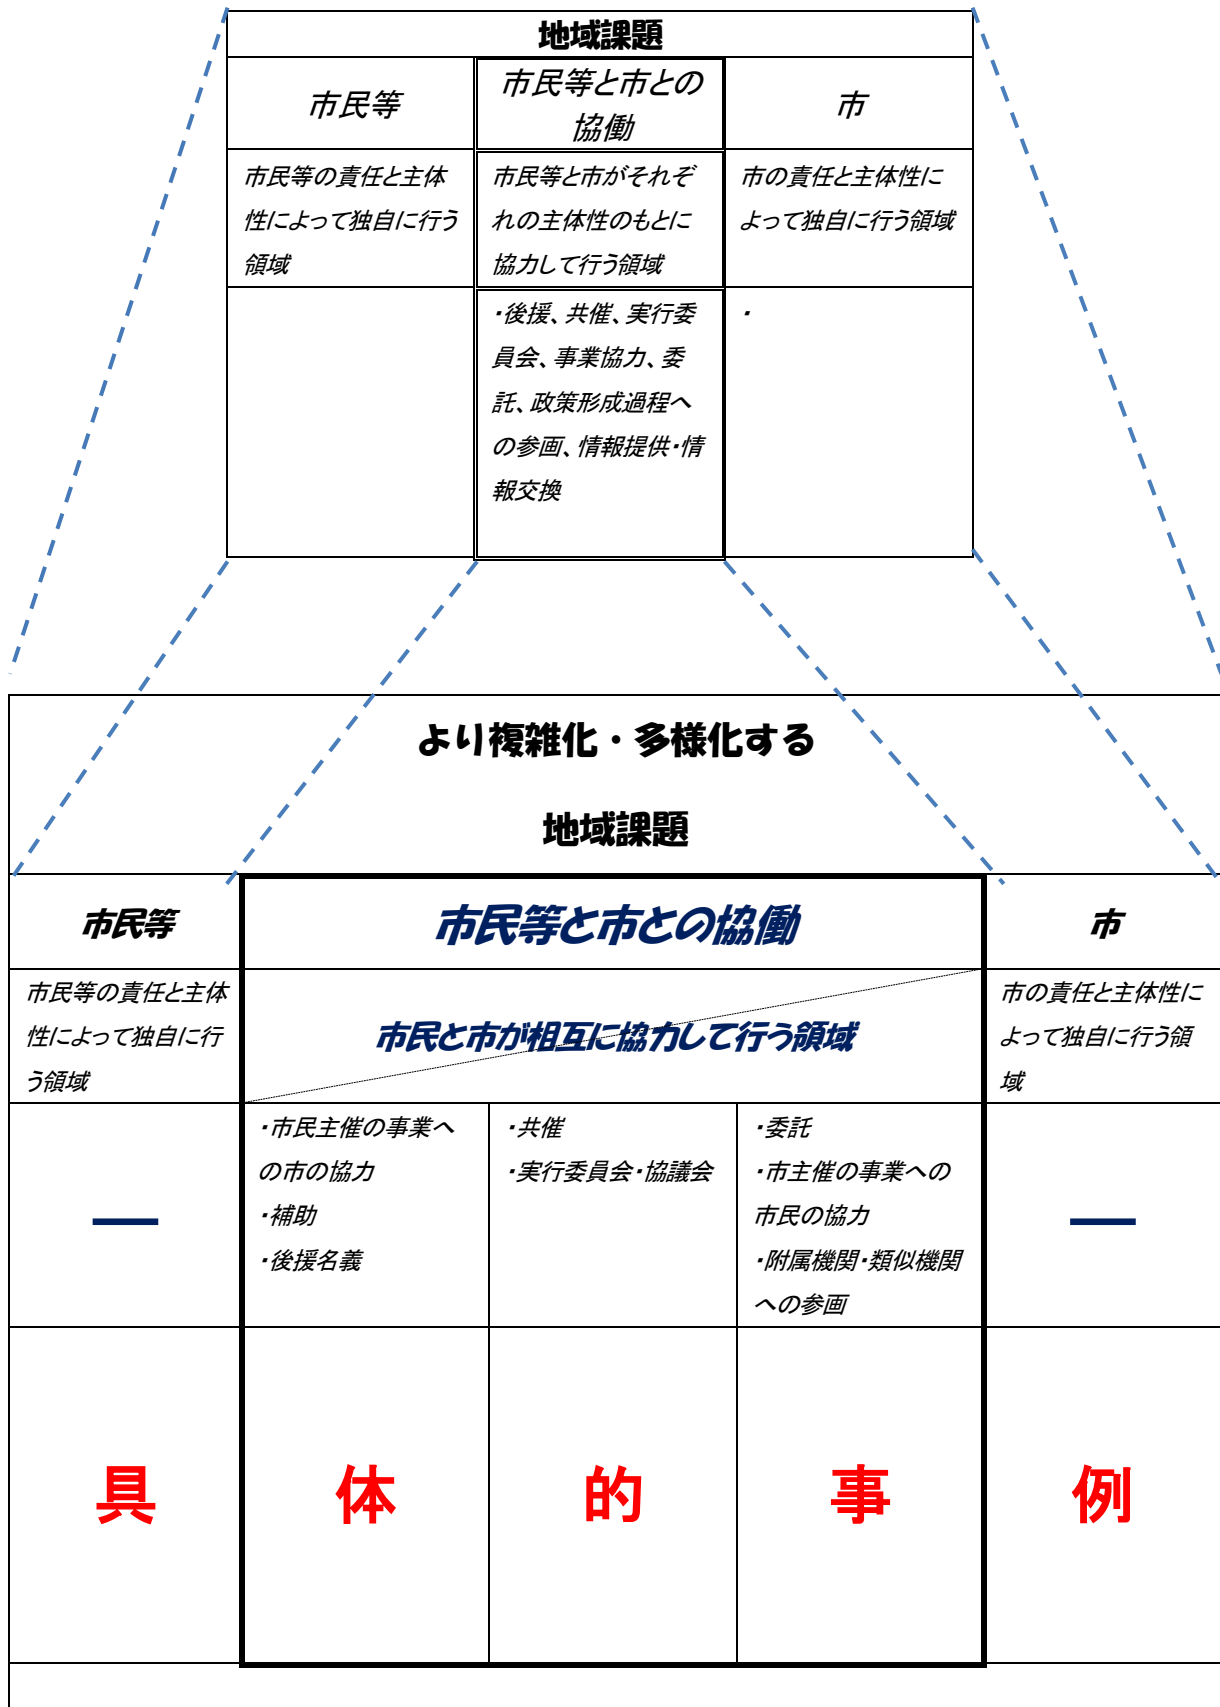 地域課題
市民等
市民等と市との
協働
市
市民等の責任と主体
性によって独自に行う
領域
市民等と市がそれぞ
れの主体性のもとに
協力して行う領域
市の責任と主体性に
よって独自に行う領域
・後援、共催、実行委
員会、事業協力、委
託、政策形成過程へ
の参画、情報提供・情
報交換
・
より複雑化・多様化する
地域課題
市民等
市民等と市との協働
市
市民等の責任と主体
性によって独自に行
う領域
市民と市が相互に協力して行う領域
市の責任と主体性に
よって独自に行う領
域
―
・市民主催の事業へ
の市の協力
・補助
・後援名義
・共催
・実行委員会・協議会
・委託
・市主催の事業への
市民の協力
・附属機関・類似機関
への参画
―
具
体
的
事
例